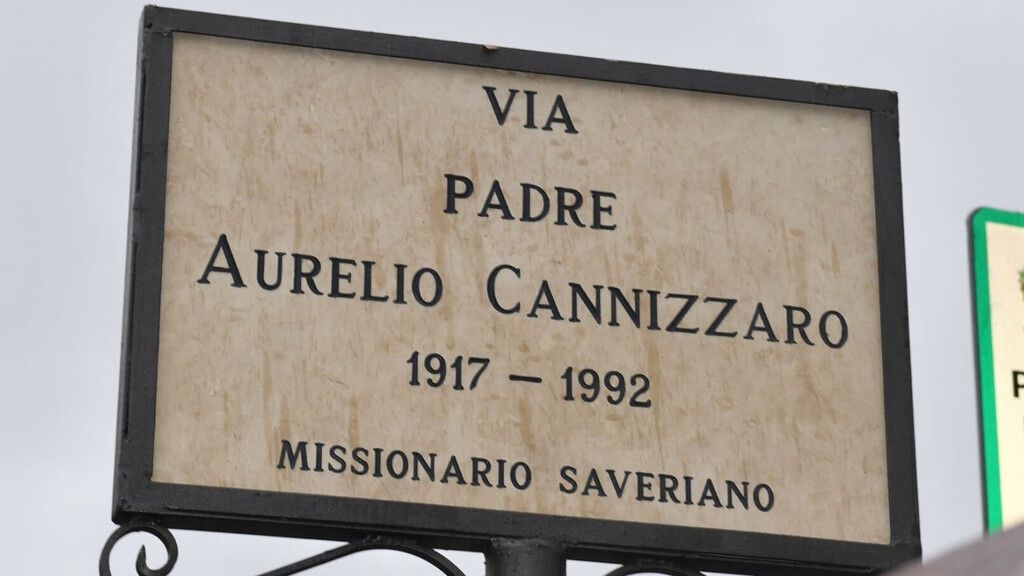 VIA
PADRE
AURELIO CANNIZZARO
1917 – 1992
MISSIONARIO SAVERIANO